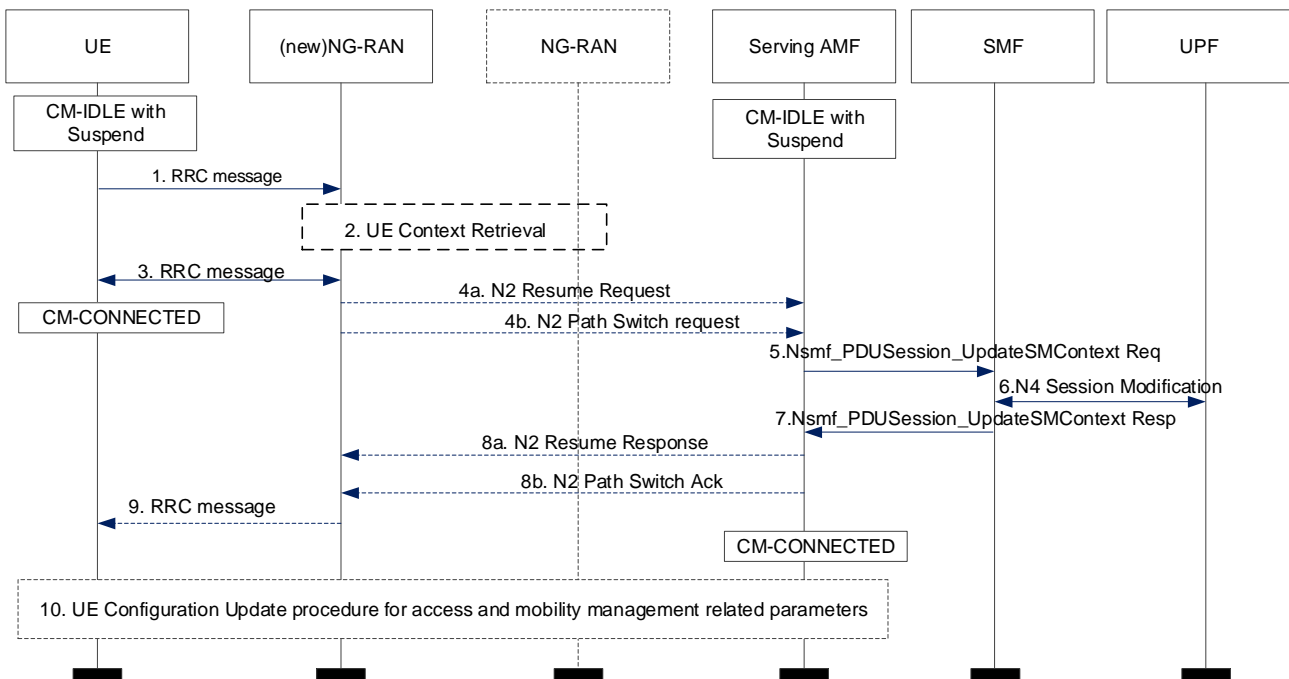 UE
(new)NG-RAN
NG-RAN
Serving AMF
SMF
UPF
CM-IDLE with
Suspend
CM-IDLE with
Suspend
1. RRC message
2. UE Context Retrieval
3. RRC message
4a. N2 Resume Request
CM-CONNECTED
4b. N2 Path Switch request
5.Nsmf_PDUSession_UpdateSMContext Req
6.N4 Session Modification
7.Nsmf_PDUSession_UpdateSMContext Resp
8a. N2 Resume Response
8b. N2 Path Switch Ack
9. RRC message
CM-CONNECTED
10. UE Configuration Update procedure for access and mobility management related parameters